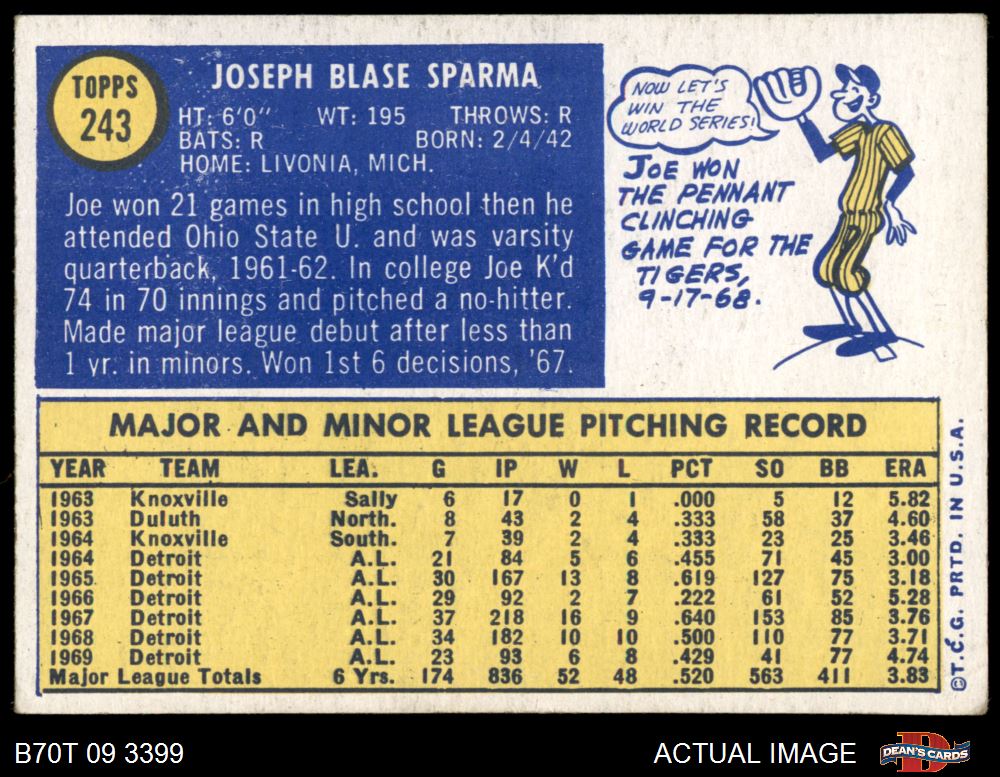 TOPPS
243
JOSEPH BLASE SPARMA
HT: 6'0" WT: 195 THROWS: R
BATS: R BORN: 2/4/42
HOME: LIVONIA, MICH.
Joe won 21 games in high school then he
attended Ohio State U. and was varsity
quarterback, 1961-62. In college Joe K'd
74 in 70 innings and pitched a no-hitter.
Made major league debut after less than
1 yr. in minors. Won 1st 6 decisions, '67.
NOW LET'S
WIN THE
WORLD SERIES!
JOE WON
THE PENNANT
CLINCHING
GAME FOR THE
TIGERS,
9-17-68.
MAJOR AND MINOR LEAGUE PITCHING RECORD
YEAR TEAM LEA. G IP W L PCT SO BB ERA
1963 Knoxville Sally 6 17 0 1 .000 5 12 5.82
1963 Duluth North. 8 43 2 4 .333 58 37 4.60
1964 Knoxville South. 7 39 2 4 .333 23 25 3.46
1964 Detroit A.L. 21 84 5 6 .455 71 45 3.00
1965 Detroit A.L. 30 167 13 8 .619 127 75 3.18
1966 Detroit A.L. 29 92 2 7 .222 61 52 5.28
1967 Detroit A.L. 37 218 16 9 .640 153 85 3.76
1968 Detroit A.L. 34 182 10 10 .500 110 77 3.71
1969 Detroit A.L. 23 93 6 8 .429 41 77 4.74
Major League Totals 6 Yrs. 174 836 52 48 .520 563 411 3.83
©T.C.G. PRTD. IN U.S.A.
B70T 09 3399
ACTUAL IMAGE
DEAN'S CARDS